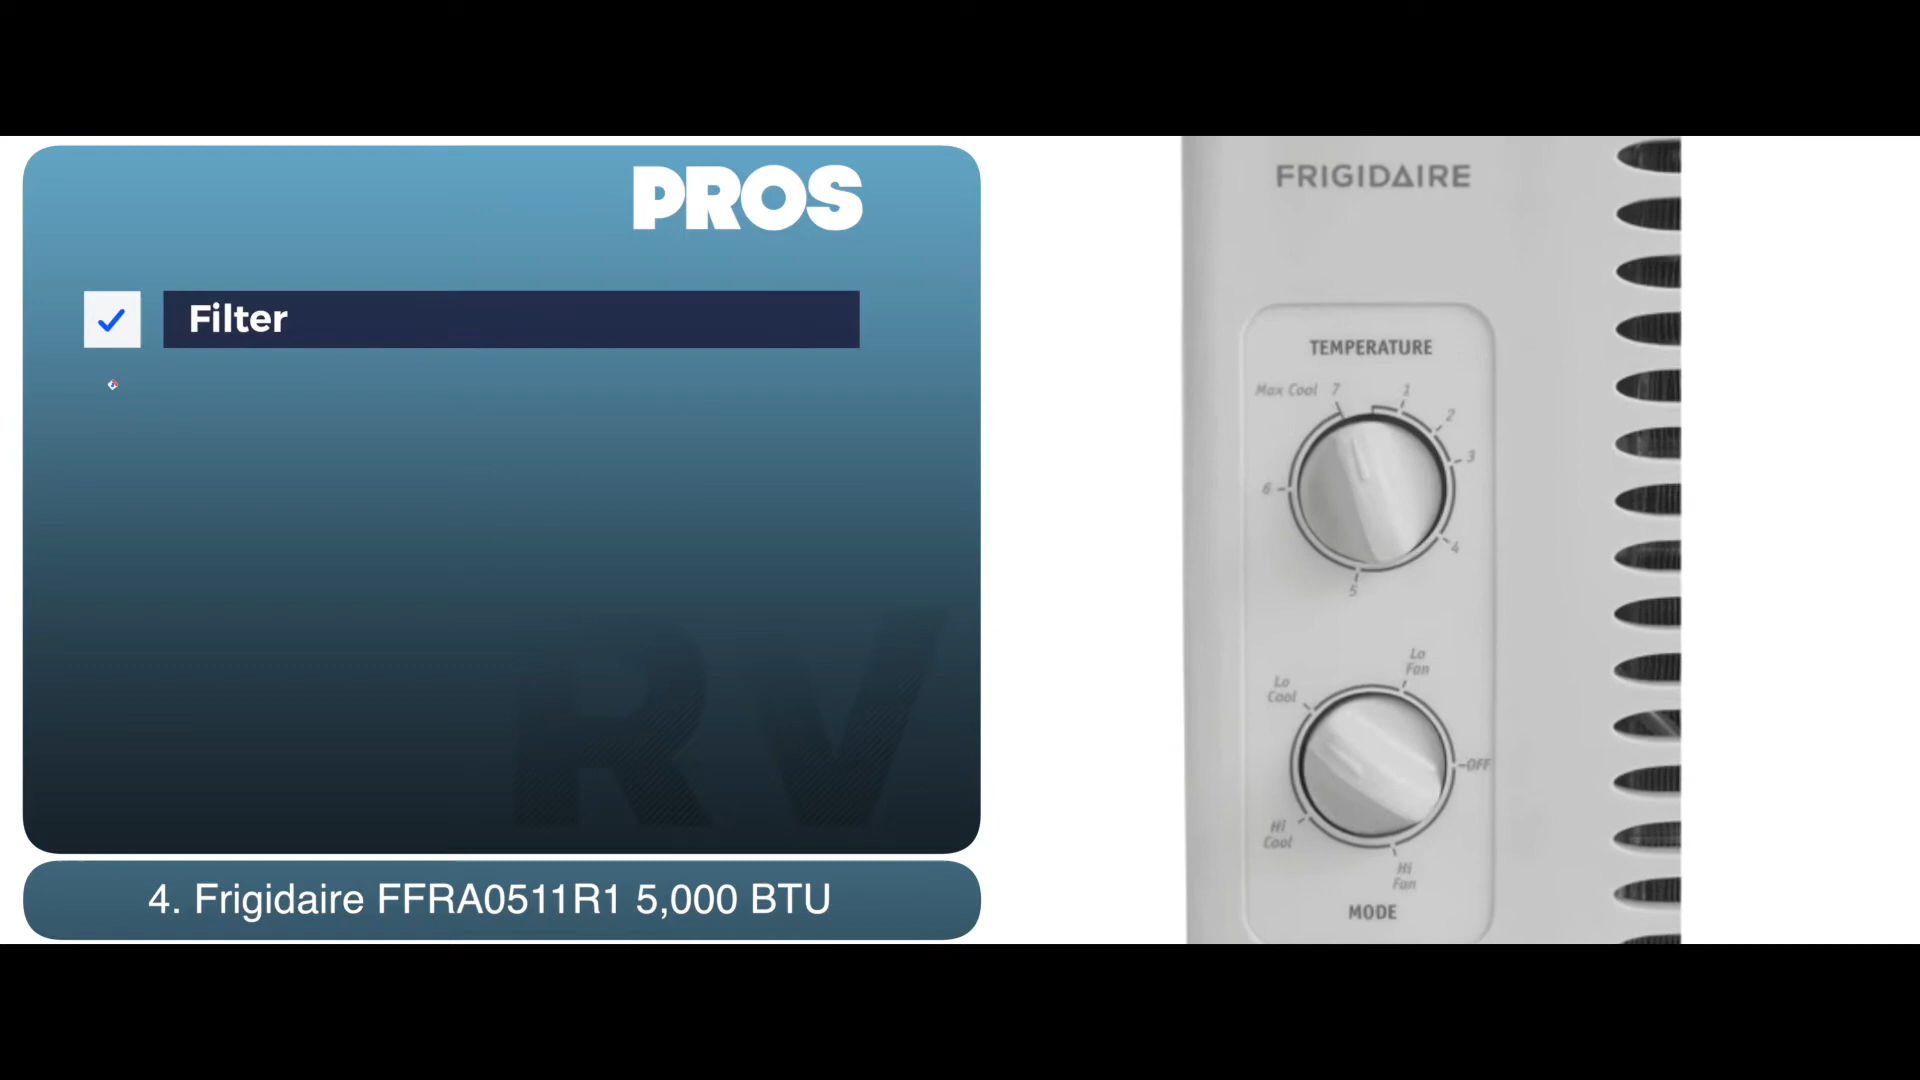 PROS
Filter
RV
4. Frigidaire FFRA0511R1 5,000 BTU
FRIGIDAIRE
TEMPERATURE
Max Cool 7
1
2
3
6
4
5
Lo
Fan
Lo
Cool
OFF
Hi
Cool
Hi
Fan
MODE